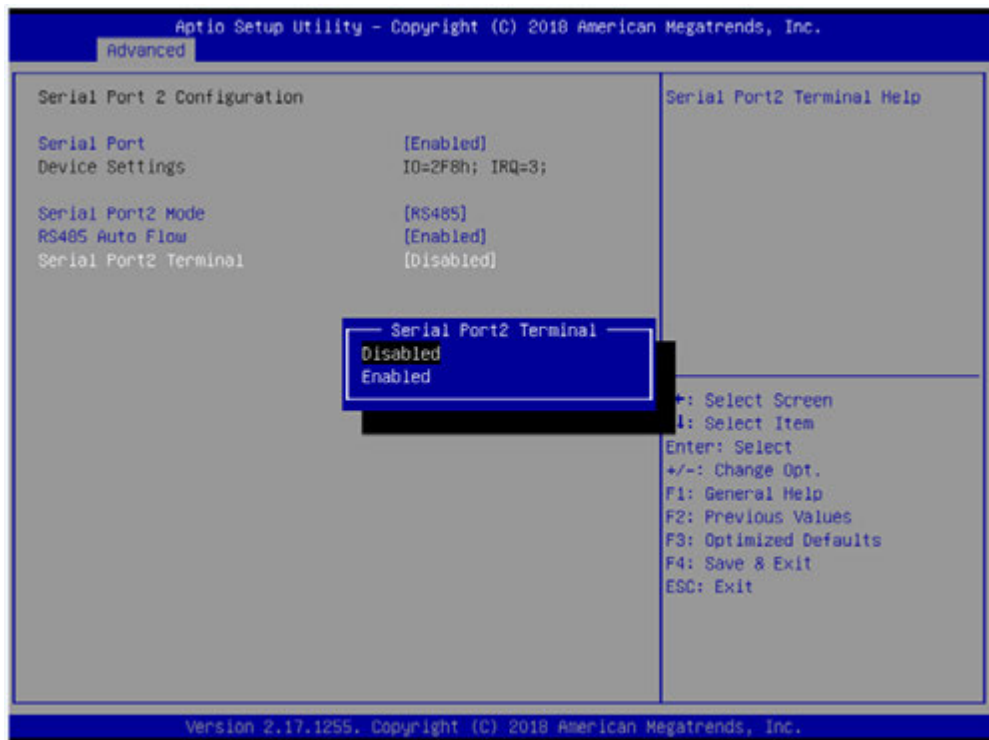 Aptio Setup Utility – Copyright (C) 2018 American Megatrends, Inc.
Advanced
Serial Port 2 Configuration
Serial Port [Enabled]
Device Settings IO=2F8h; IRQ=3;
Serial Port2 Mode [RS485]
RS485 Auto Flow [Enabled]
Serial Port2 Terminal [Disabled]
Serial Port2 Terminal
Disabled
Enabled
Serial Port2 Terminal Help
: Select Screen
: Select Item
Enter: Select
+/-: Change Opt.
F1: General Help
F2: Previous Values
F3: Optimized Defaults
F4: Save & Exit
ESC: Exit
Version 2.17.1255. Copyright (C) 2018 American Megatrends, Inc.